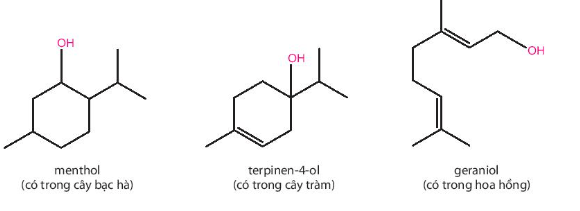 OH
OH
OH
menthol
(có trong cây bạc hà)
terpinen-4-ol
(có trong cây tràm)
geraniol
(có trong hoa hồng)